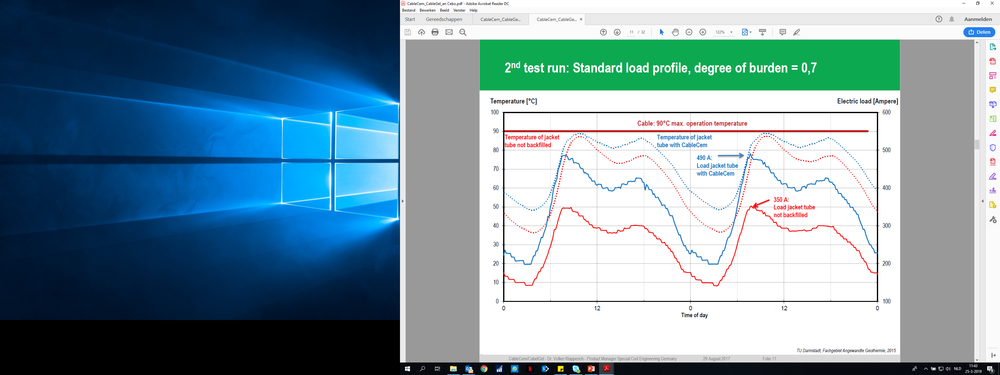 CableCem_CableGel_an Cebo.pdf - Adobe Acrobat Reader DC
Bestand Bewerken Beeld Venster Help
Start Gereedschappen CableCem_CableGe... CableCem_CableGe... ×
Aanmelden
11 / 32
122%
Delen
2nd test run: Standard load profile, degree of burden = 0,7
Temperature [°C]
Electric load [Ampere]
100
90
80
70
60
50
40
30
20
10
0
600
500
400
300
200
100
Cable: 90°C max. operation temperature
Temperature of jacket
tube not backfilled
Temperature of jacket
tube with CableCem
490 A:
Load jacket tube
with CableCem
350 A:
Load jacket tube
not backfilled
0 12 0 12 0
Time of day
TU Darmstadt, Fachgebiet Angewandte Geothermie, 2015
CableCem/CabelGel - Dr. Volker Klapperich - Product Manager Special Civil Engineering Germany 29 August 2017 Folie 11
NLD
11:43
25-3-2019
9